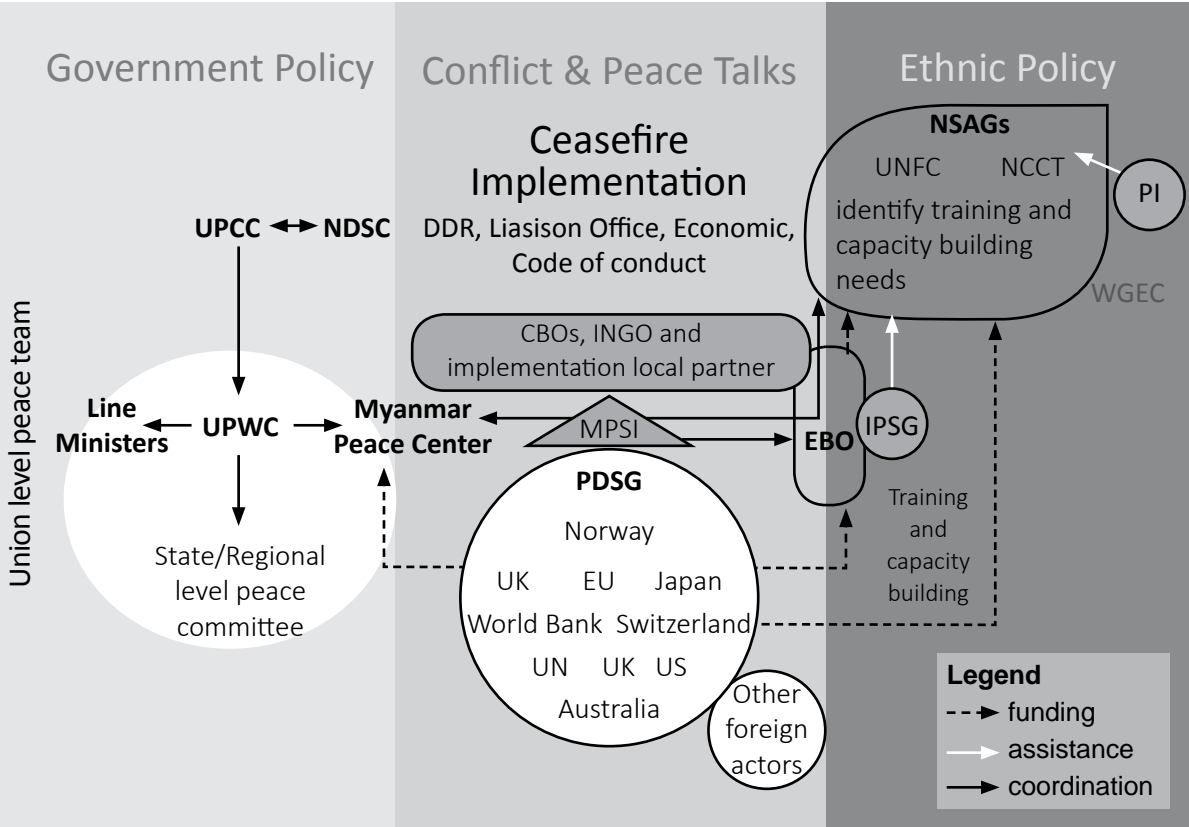 Government Policy
Conflict & Peace Talks
Ethnic Policy
Union level peace team
UPCC
NDSC
Line
Ministers
UPWC
Myanmar
Peace Center
State/Regional
level peace
committee
Ceasefire
Implementation
DDR, Liasison Office, Economic,
Code of conduct
CBOs, INGO and
implementation local partner
MPSI
PDSG
Norway
UK EU Japan
World Bank Switzerland
UN UK US
Australia
Other
foreign
actors
NSAGs
UNFC NCCT
identify training and
capacity building
needs
PI
WGEC
EBO
IPSG
Training
and
capacity
building
Legend
funding
assistance
coordination